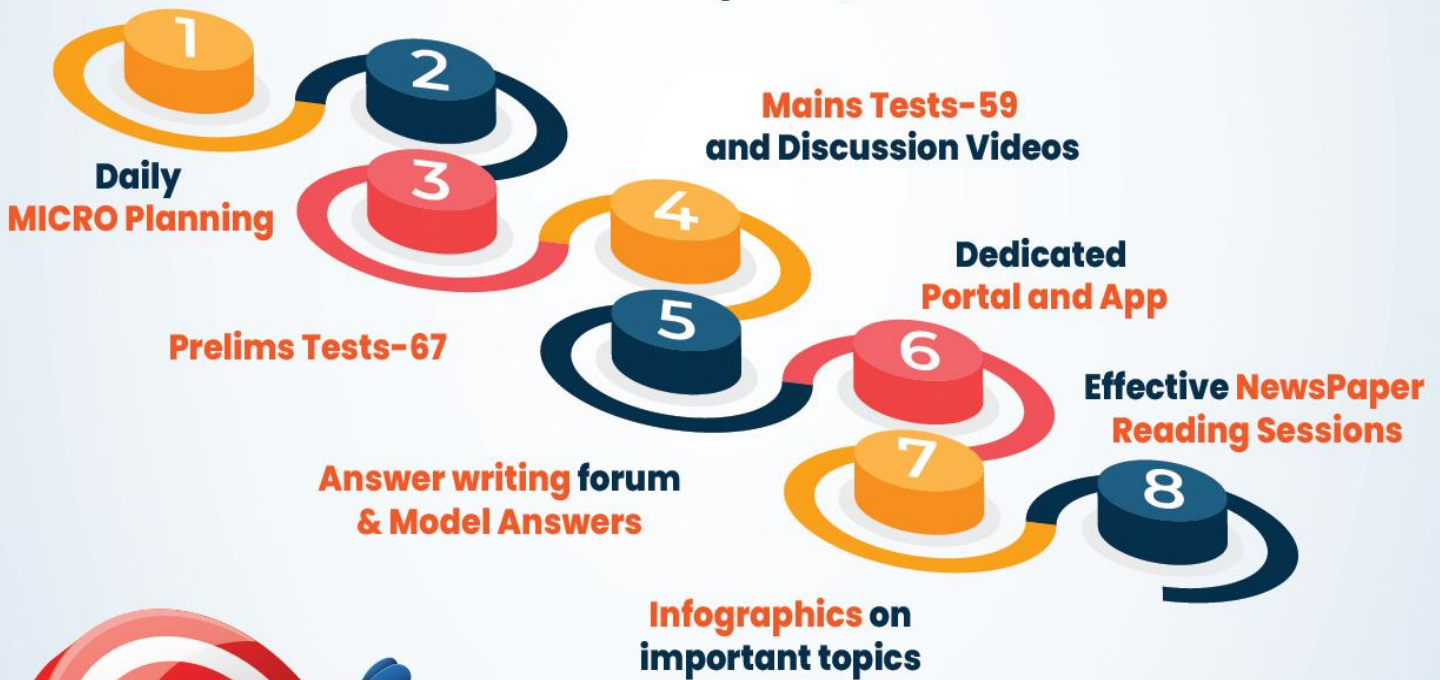 1
2
Daily
MICRO Planning
3
Mains Tests-59
and Discussion Videos
4
Prelims Tests-67
5
Dedicated
Portal and App
6
Answer writing forum
& Model Answers
7
Effective NewsPaper
Reading Sessions
8
Infographics on
important topics